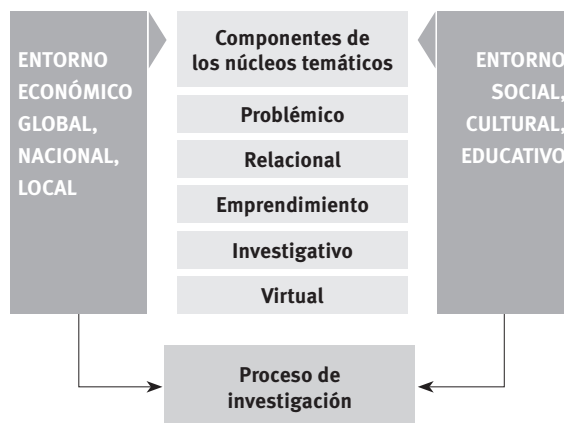 ENTORNO
ECONÓMICO
GLOBAL,
NACIONAL,
LOCAL
Componentes de
los núcleos temáticos
Problémico
Relacional
Emprendimiento
Investigativo
Virtual
ENTORNO
SOCIAL,
CULTURAL,
EDUCATIVO
Proceso de
investigación